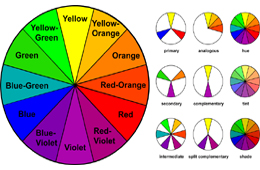 Yellow
Yellow-
Green
Yellow-
Orange
Green
Orange
Blue-Green
Red-Orange
Blue
Red
Blue-
Violet
Violet
Red-
Violet
primary
analogous
hue
secondary
complementary
tint
intermediate
split complementary
shade